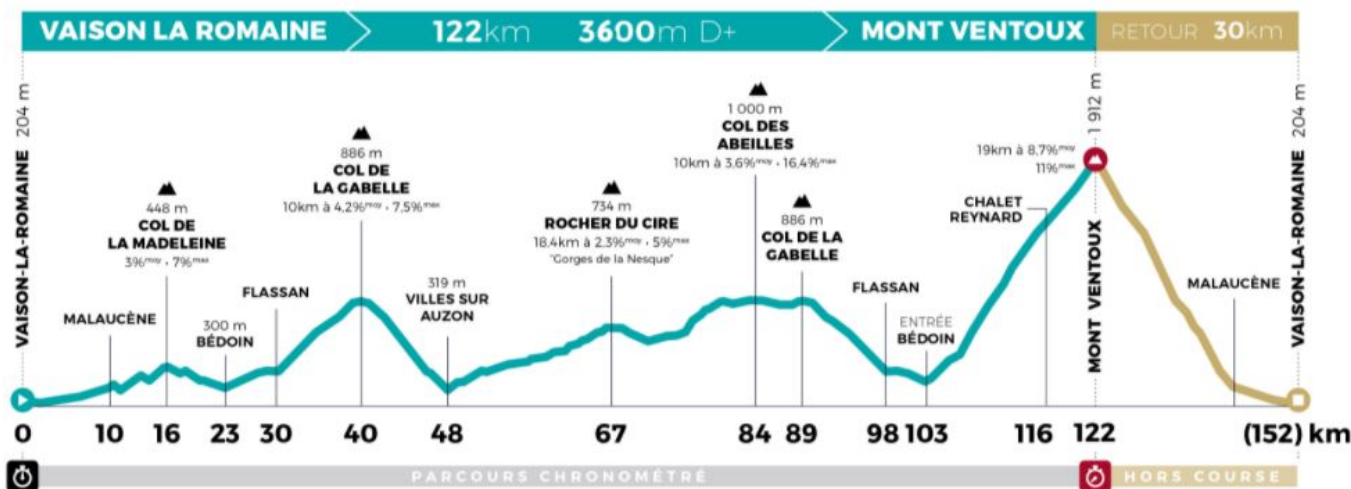 VAISON LA ROMAINE 122km 3600m D+ MONT VENTOUX RETOUR 30km
VAISON-LA-ROMAINE 204 m
448 m
COL DE
LA MADELEINE
3%moy • 7%max
MALAUCÈNE
300 m
BÉDOIN
FLASSAN
886 m
COL DE
LA GABELLE
10km à 4,2%moy • 7,5%max
319 m
VILLES SUR
AUZON
734 m
ROCHER DU CIRE
18,4km à 2.3%moy • 5%max
"Gorges de la Nesque"
1 000 m
COL DES
ABEILLES
10km à 3.6%moy • 16,4%max
886 m
COL DE LA
GABELLE
FLASSAN
ENTRÉE
BÉDOIN
CHALET
REYNARD
19km à 8,7%moy
11%max
MONT VENTOUX 1 912 m
MALAUCÈNE
VAISON-LA-ROMAINE 204 m
0 10 16 23 30 40 48 67 84 89 98 103 116 122 (152) km
PARCOURS CHRONOMÉTRÉ HORS COURSE